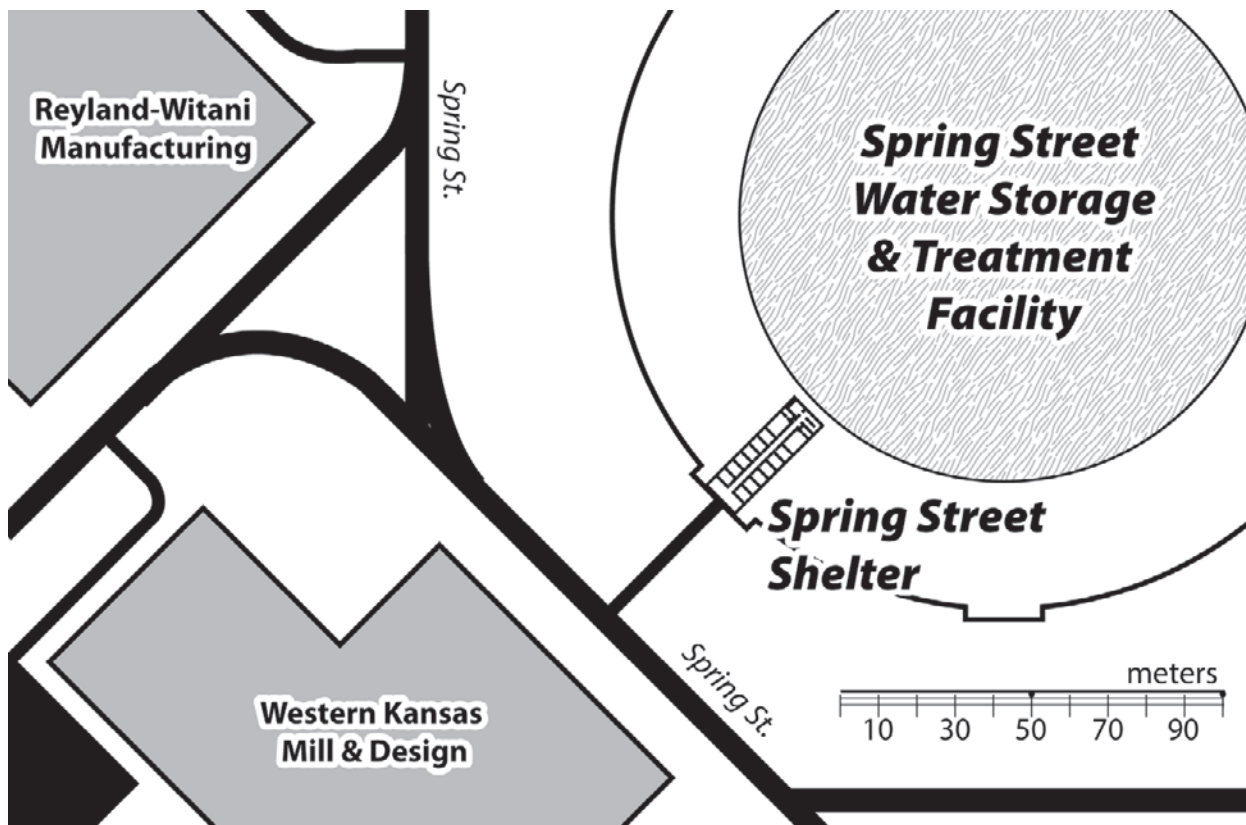 Reyland-Witani
Manufacturing
Spring St.
Spring Street
Water Storage
& Treatment
Facility
Spring Street
Shelter
Western Kansas
Mill & Design
Spring St.
meters
10 30 50 70 90